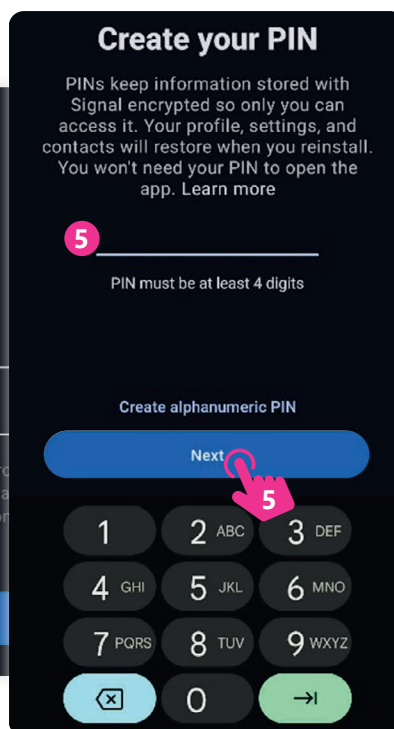 Create your PIN
PINs keep information stored with
Signal encrypted so only you can
access it. Your profile, settings, and
contacts will restore when you reinstall.
You won't need your PIN to open the
app. Learn more
5
PIN must be at least 4 digits
Create alphanumeric PIN
Next
5
1 2 ABC 3 DEF
4 GHI 5 JKL 6 MNO
7 PQRS 8 TUV 9 WXYZ
0